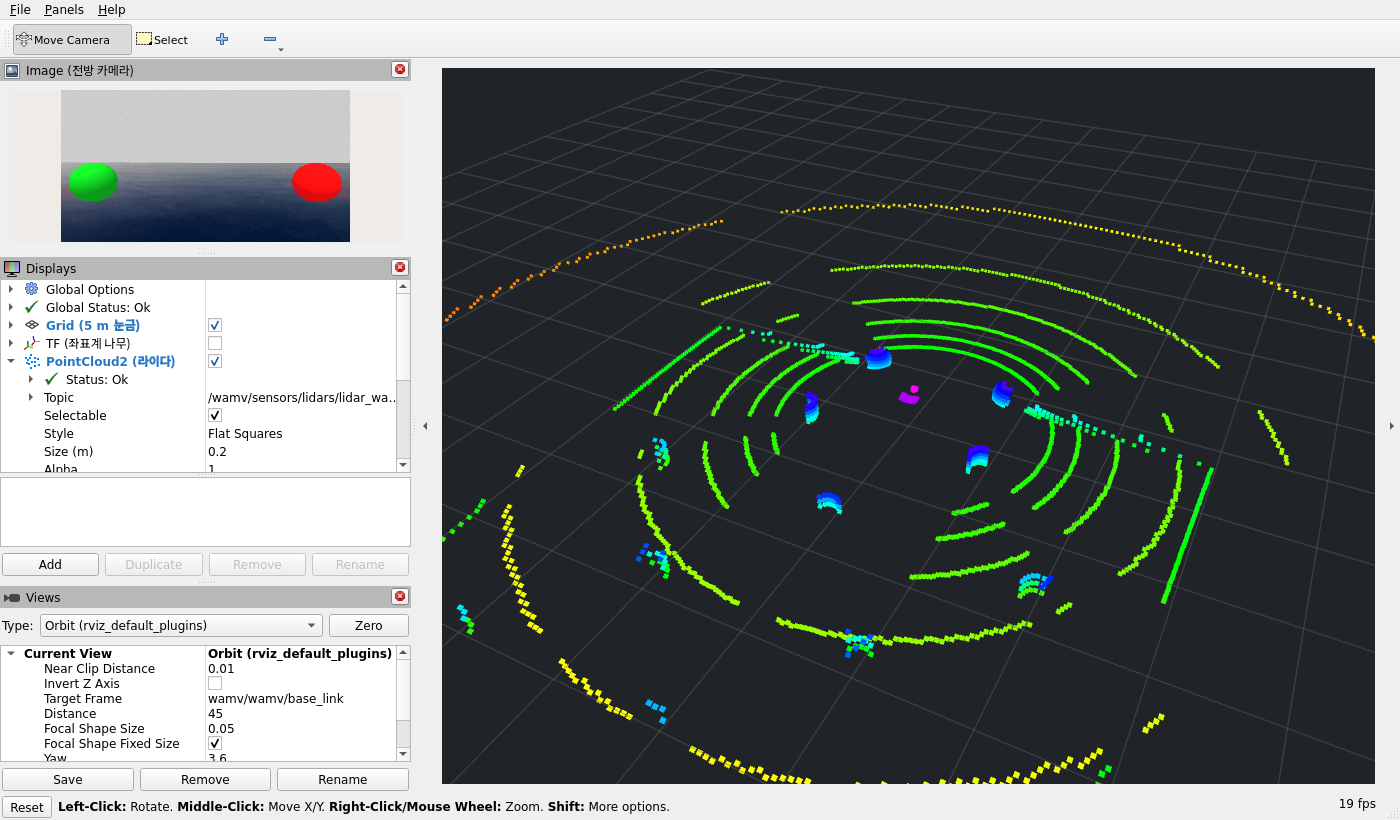 File Panels Help
Move Camera Select
Image (전방 카메라)
Displays
Global Options
Global Status: Ok
Grid (5 m 눈금)
TF (좌표계 나무)
PointCloud2 (라이다)
Status: Ok
Topic /wamv/sensors/lidars/lidar_wa...
Selectable
Style Flat Squares
Size (m) 0.2
Alpha 1
Add Duplicate Remove Rename
Views
Type: Orbit (rviz_default_plugins) Zero
Current View Orbit (rviz_default_plugins)
Near Clip Distance 0.01
Invert Z Axis
Target Frame wamv/wamv/base_link
Distance 45
Focal Shape Size 0.05
Focal Shape Fixed Size
Yaw 3.6
Save Remove Rename
Reset Left-Click: Rotate. Middle-Click: Move X/Y. Right-Click/Mouse Wheel: Zoom. Shift: More options. 19 fps